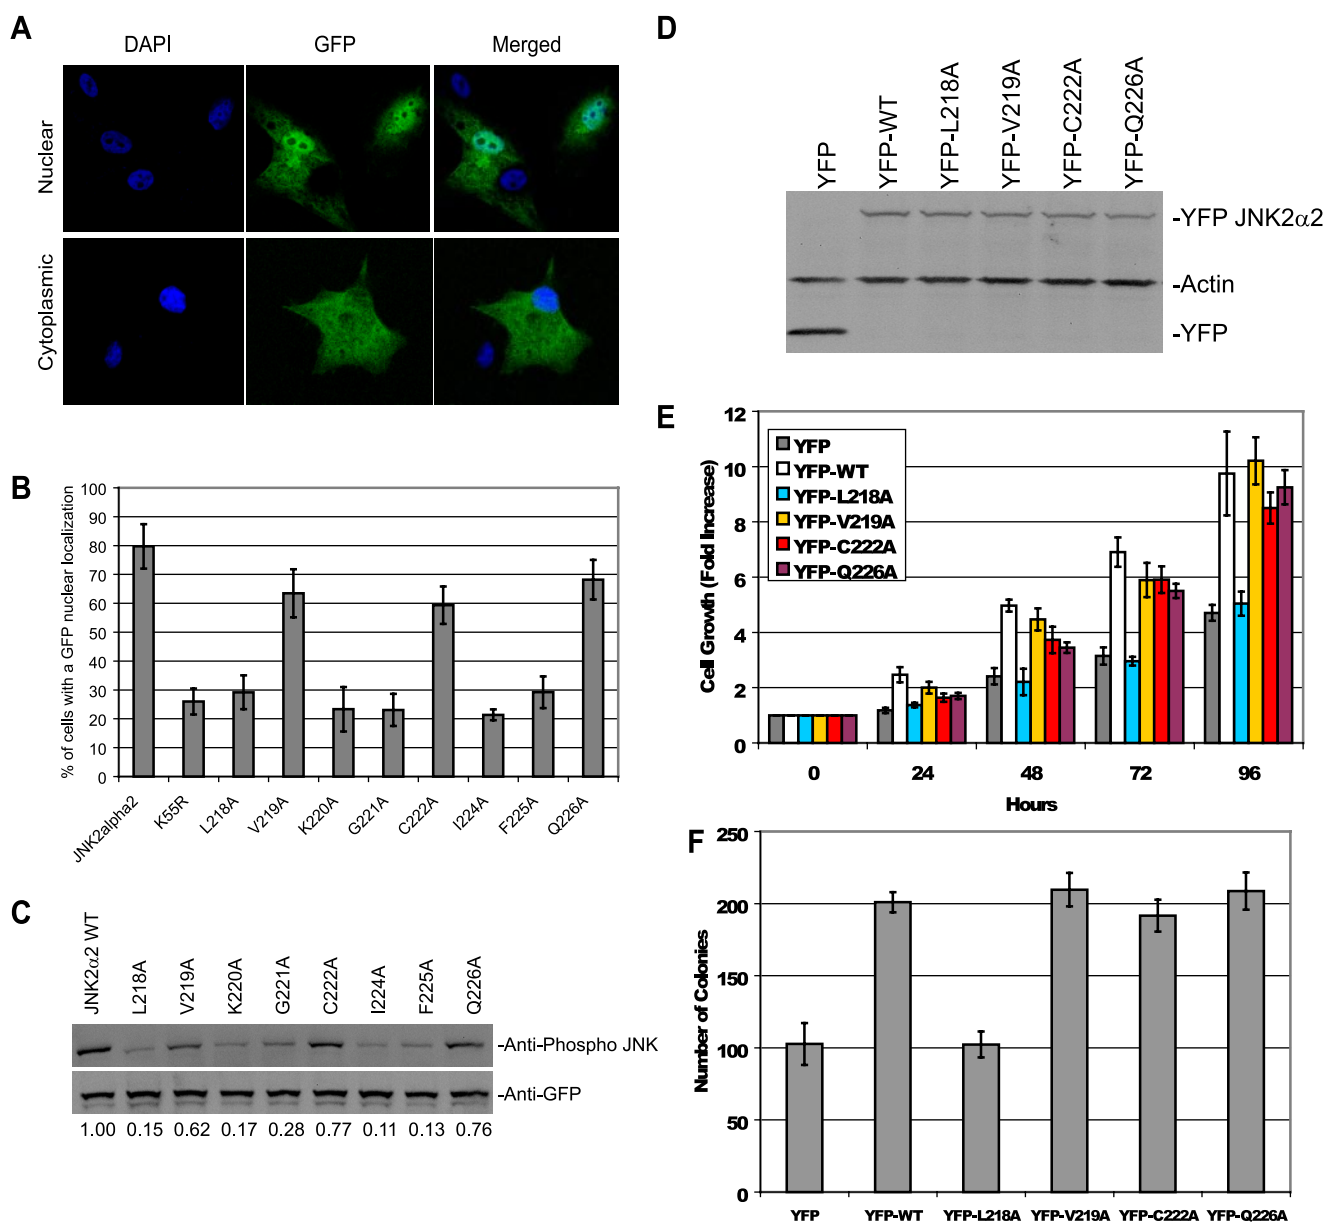 A
DAPI GFP Merged
Nuclear
Cytoplasmic
B
% of cells with a GFP nuclear localization
100
90
80
70
60
50
40
30
20
10
0
JNK2alpha2 K55R L218A V219A K220A G221A C222A I224A F225A Q226A
C
JNK2α2 WT L218A V219A K220A G221A C222A I224A F225A Q226A
-Anti-Phospho JNK
-Anti-GFP
1.00 0.15 0.62 0.17 0.28 0.77 0.11 0.13 0.76
D
YFP YFP-WT YFP-L218A YFP-V219A YFP-C222A YFP-Q226A
-YFP JNK2α2
-Actin
-YFP
E
Cell Growth (Fold Increase)
12
10
8
6
4
2
0
YFP
YFP-WT
YFP-L218A
YFP-V219A
YFP-C222A
YFP-Q226A
0 24 48 72 96
Hours
F
Number of Colonies
250
200
150
100
50
0
YFP YFP-WT YFP-L218A YFP-V219A YFP-C222A YFP-Q226A